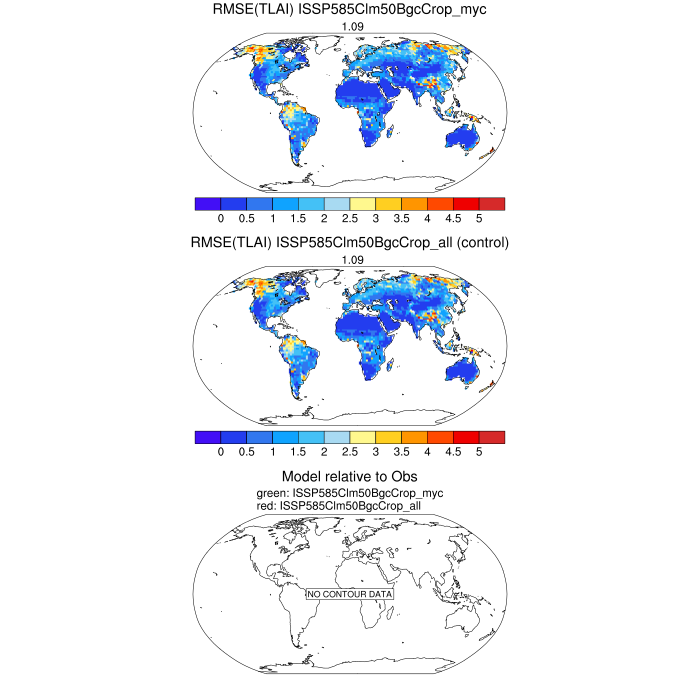 RMSE(TLAI) ISSP585Clm50BgcCrop_myc
1.09
0 0.5 1 1.5 2 2.5 3 3.5 4 4.5 5
RMSE(TLAI) ISSP585Clm50BgcCrop_all (control)
1.09
0 0.5 1 1.5 2 2.5 3 3.5 4 4.5 5
Model relative to Obs
green: ISSP585Clm50BgcCrop_myc
red: ISSP585Clm50BgcCrop_all
NO CONTOUR DATA